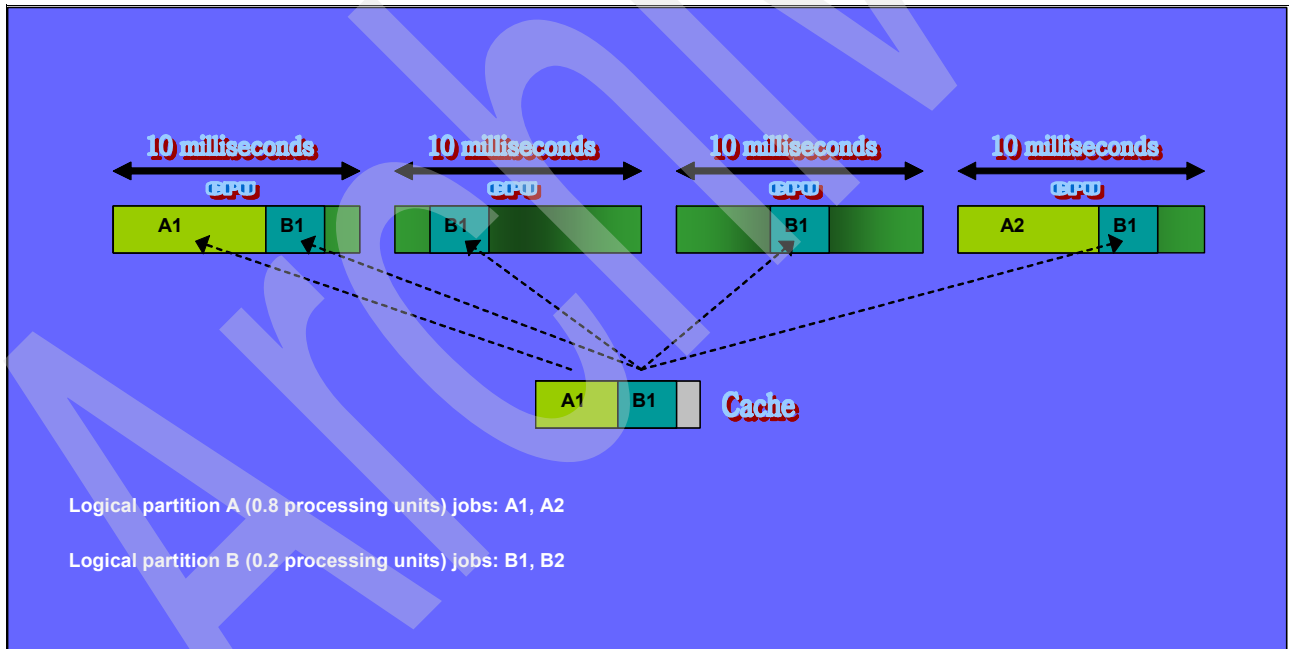 10 milliseconds 10 milliseconds 10 milliseconds 10 milliseconds
CPU CPU CPU CPU
A1 B1 B1 B1 A2 B1
A1 B1 Cache
Logical partition A (0.8 processing units) jobs: A1, A2
Logical partition B (0.2 processing units) jobs: B1, B2